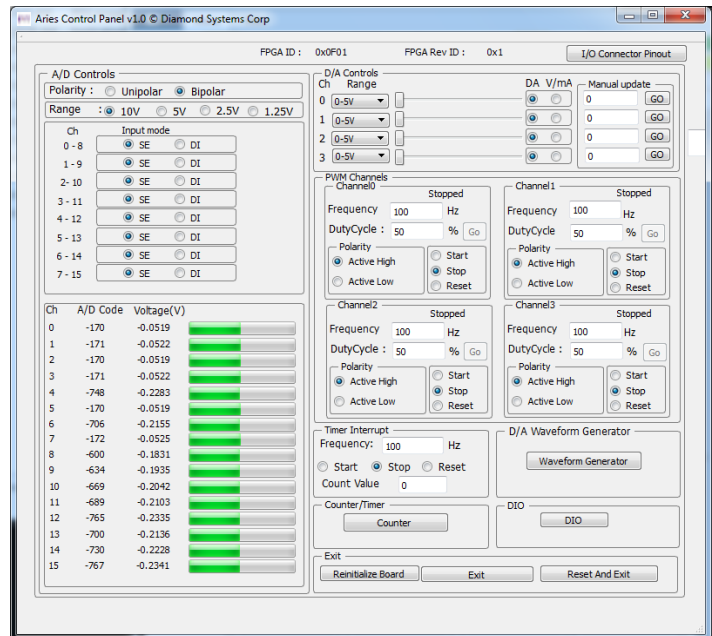 Aries Control Panel v1.0 © Diamond Systems Corp
FPGA ID : 0x0F01 FPGA Rev ID : 0x1 I/O Connector Pinout
A/D Controls
Polarity : Unipolar Bipolar
Range : 10V 5V 2.5V 1.25V
Ch Input mode
0 - 8 SE DI
1 - 9 SE DI
2- 10 SE DI
3 - 11 SE DI
4 - 12 SE DI
5 - 13 SE DI
6 - 14 SE DI
7 - 15 SE DI
Ch A/D Code Voltage(V)
0 -170 -0.0519
1 -171 -0.0522
2 -170 -0.0519
3 -171 -0.0522
4 -748 -0.2283
5 -170 -0.0519
6 -706 -0.2155
7 -172 -0.0525
8 -600 -0.1831
9 -634 -0.1935
10 -669 -0.2042
11 -689 -0.2103
12 -765 -0.2335
13 -700 -0.2136
14 -730 -0.2228
15 -767 -0.2341
D/A Controls
Ch Range DA V/mA Manual update
0 0-5V 0 GO
1 0-5V 0 GO
2 0-5V 0 GO
3 0-5V 0 GO
PWM Channels
Channel0
Stopped
Frequency 100 Hz
DutyCycle : 50 % Go
Polarity
Active High
Active Low
Start
Stop
Reset
Channel1
Stopped
Frequency 100 Hz
DutyCycle 50 % Go
Polarity
Active High
Active Low
Start
Stop
Reset
Channel2
Stopped
Frequency 100 Hz
DutyCycle : 50 % Go
Polarity
Active High
Active Low
Start
Stop
Reset
Channel3
Stopped
Frequency 100 Hz
DutyCycle : 50 % Go
Polarity
Active High
Active Low
Start
Stop
Reset
Timer Interrupt
Frequency: 100 Hz
Start Stop Reset
Count Value 0
D/A Waveform Generator
Waveform Generator
Counter/Timer
Counter
DIO
DIO
Exit
Reinitialize Board Exit Reset And Exit